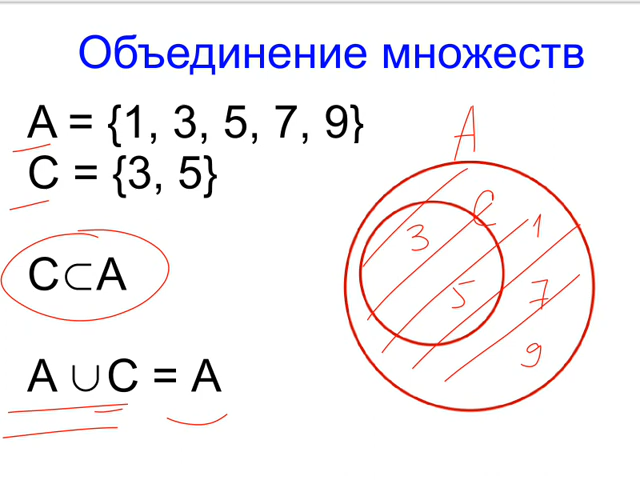 Объединение множеств
A = {1, 3, 5, 7, 9}
C = {3, 5}
C⊂A
A ∪C = A
A
C
3
1
5
7
9